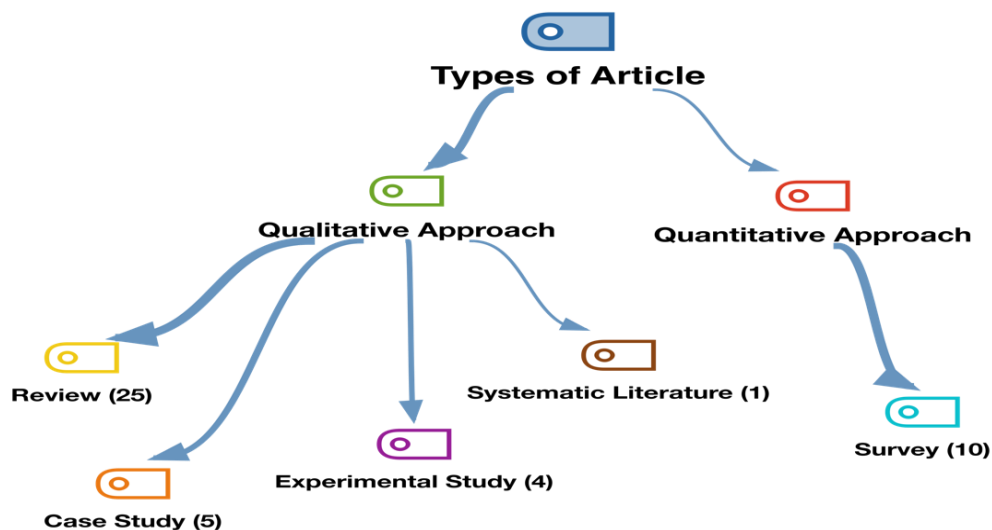 Types of Article
Qualitative Approach
Quantitative Approach
Review (25)
Systematic Literature (1)
Survey (10)
Experimental Study (4)
Case Study (5)